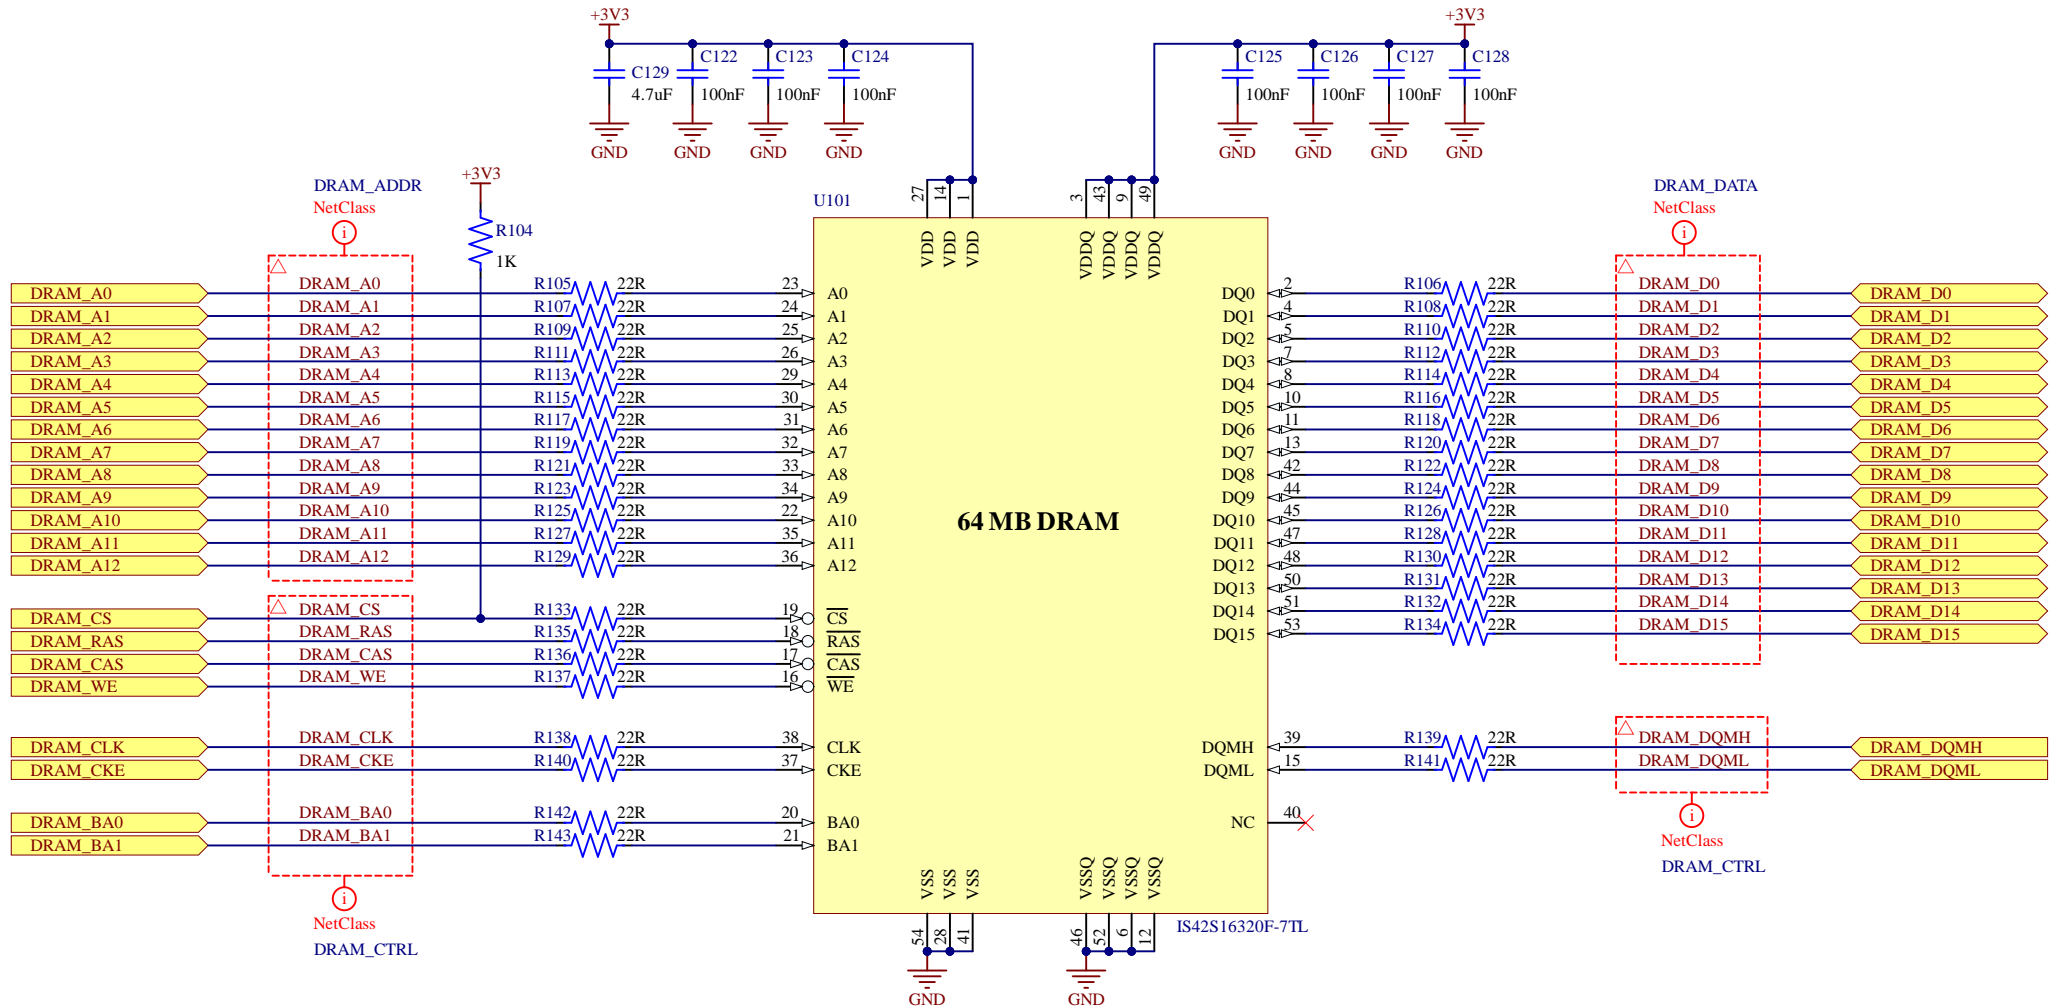 +3V3
+3V3
C129
4.7uF
C122
100nF
C123
100nF
C124
100nF
C125
100nF
C126
100nF
C127
100nF
C128
100nF
GND GND GND GND
GND GND GND GND
DRAM_ADDR
NetClass
i
+3V3
R104
1K
DRAM_DATA
NetClass
i
U101
27 14 1
3 43 9 49
VDD VDD VDD
VDDQ VDDQ VDDQ VDDQ
DRAM_A0 DRAM_A0 R105 22R 23 A0 DQ0 2 R106 22R DRAM_D0 DRAM_D0
DRAM_A1 DRAM_A1 R107 22R 24 A1 DQ1 4 R108 22R DRAM_D1 DRAM_D1
DRAM_A2 DRAM_A2 R109 22R 25 A2 DQ2 5 R110 22R DRAM_D2 DRAM_D2
DRAM_A3 DRAM_A3 R111 22R 26 A3 DQ3 7 R112 22R DRAM_D3 DRAM_D3
DRAM_A4 DRAM_A4 R113 22R 29 A4 DQ4 8 R114 22R DRAM_D4 DRAM_D4
DRAM_A5 DRAM_A5 R115 22R 30 A5 DQ5 10 R116 22R DRAM_D5 DRAM_D5
DRAM_A6 DRAM_A6 R117 22R 31 A6 DQ6 11 R118 22R DRAM_D6 DRAM_D6
DRAM_A7 DRAM_A7 R119 22R 32 A7 DQ7 13 R120 22R DRAM_D7 DRAM_D7
DRAM_A8 DRAM_A8 R121 22R 33 A8 DQ8 42 R122 22R DRAM_D8 DRAM_D8
DRAM_A9 DRAM_A9 R123 22R 34 A9 DQ9 44 R124 22R DRAM_D9 DRAM_D9
DRAM_A10 DRAM_A10 R125 22R 22 A10 DQ10 45 R126 22R DRAM_D10 DRAM_D10
64 MB DRAM
DRAM_A11 DRAM_A11 R127 22R 35 A11 DQ11 47 R128 22R DRAM_D11 DRAM_D11
DRAM_A12 DRAM_A12 R129 22R 36 A12 DQ12 48 R130 22R DRAM_D12 DRAM_D12
DQ13 50 R131 22R DRAM_D13 DRAM_D13
DRAM_CS DRAM_CS R133 22R 19 CS DQ14 51 R132 22R DRAM_D14 DRAM_D14
DRAM_RAS DRAM_RAS R135 22R 18 RAS DQ15 53 R134 22R DRAM_D15 DRAM_D15
DRAM_CAS DRAM_CAS R136 22R 17 CAS
DRAM_WE DRAM_WE R137 22R 16 WE
DRAM_CLK DRAM_CLK R138 22R 38 CLK DQMH 39 R139 22R DRAM_DQMH DRAM_DQMH
DRAM_CKE DRAM_CKE R140 22R 37 CKE DQML 15 R141 22R DRAM_DQML DRAM_DQML
DRAM_BA0 DRAM_BA0 R142 22R 20 BA0 NC 40
DRAM_BA1 DRAM_BA1 R143 22R 21 BA1
i
NetClass
DRAM_CTRL
VSS VSS VSS
VSSQ VSSQ VSSQ VSSQ
i
NetClass
DRAM_CTRL
54 28 41
46 52 6 12
IS42S16320F-7TL
GND
GND